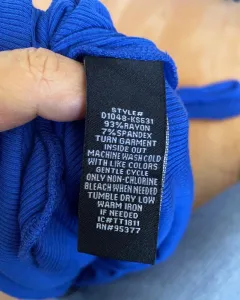 STYLE#
D1048-KS631
93%RAYON
7%SPANDEX
TURN GARMENT
INSIDE OUT
MACHINE WASH COLD
WITH LIKE COLORS
GENTLE CYCLE
ONLY NON-CHLORINE
BLEACH WHEN NEEDED
TUMBLE DRY LOW
WARM IRON
IF NEEDED
IC#TT1811
RN#95377